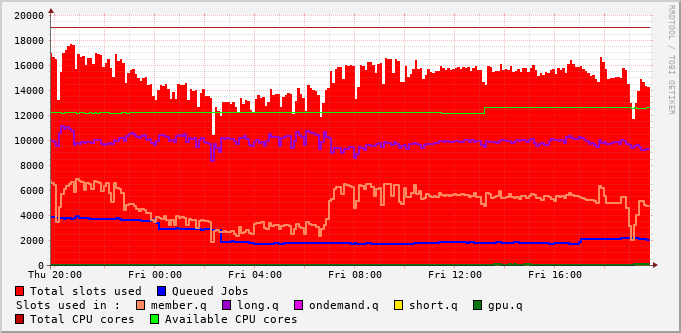 20000
18000
16000
14000
12000
10000
8000
6000
4000
2000
0
Thu 20:00 Fri 00:00 Fri 04:00 Fri 08:00 Fri 12:00 Fri 16:00
RRDTOOL / TOBI OETIKER
Total slots used Queued Jobs
Slots used in : member.q long.q ondemand.q short.q gpu.q
Total CPU cores Available CPU cores